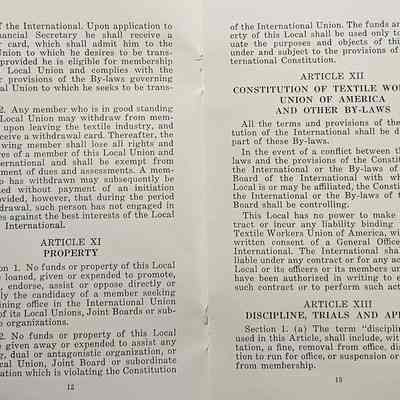 of the International. Upon application to
nancial Secretary he shall receive a
r card, which shall admit him to the
Union to which he desires to be trans-
provided he is eligible for membership
Local Union and complies with the
r provisions of the By-laws governing
cal Union to which he seeks to be trans-
2. Any member who is in good standing
Local Union may withdraw from mem-
upon leaving the textile industry, and
receive a withdrawal card. Thereafter, the
wing member shall lose all rights and
es of a member of this Local Union and
ternational and shall be exempt from
ment of dues and assessments. A mem-
o has withdrawn may subsequently be
ted without payment of an initiation
ovided, however, that during the period
drawal, such person has not engaged in
es against the best interests of the Local
International.
ARTICLE XI
PROPERTY
on 1. No funds or property of this Local
e loaned, given or expended to promote,
, endorse, assist or oppose directly or
ly the candidacy of a member seeking
ining office in the International Union
of its Local Unions, Joint Boards or sub-
e organizations.
2. No funds or property of this Local
e given away or expended to assist any
g, dual or antagonistic organization, or
ocal Union, Joint Board or subordinate
ation which is violating the Constitution
12
of the International Union. The funds an
erty of this Local shall be used only to
uate the purposes and objects of thi
under and subject to the provisions of
ternational Constitution.
ARTICLE XII
CONSTITUTION OF TEXTILE WOR
UNION OF AMERICA
AND OTHER BY-LAWS
All the terms and provisions of the
tution of the International shall be d
part of these By-laws.
In the event of a conflict between th
laws and the provisions of the Constitu
the International or the By-laws of
Board of the International with wh
Local is or may be affiliated, the Constitu
the International or the By-laws of t
Board shall be controlling.
This Local has no power to make
tract or incur any liability binding
Textile Workers Union of America, wit
written consent of a General Office
International. The International sha
liable under any contract or for any ac
Local or its officers or its members un
have been authorized in writing to e
such contract or to perform such act
ARTICLE XIII
DISCIPLINE, TRIALS AND APP
Section 1. (a) The term "disciplin
used in this Article, shall include, wit
tation, a fine, removal from office, dis
tion to run for office, or suspension or
from membership.
13